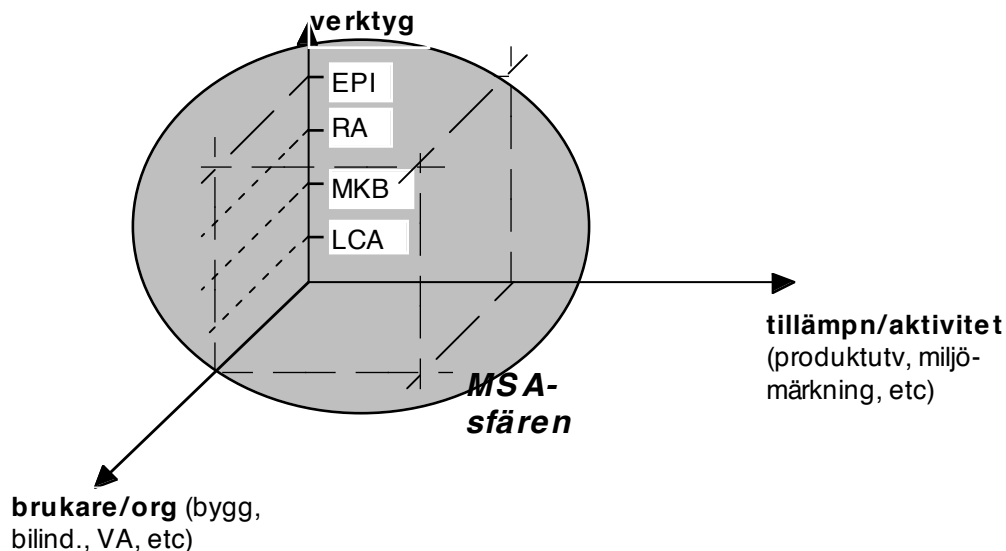 verktyg
EPI
RA
MKB
LCA
tillämpn/aktivitet
(produktutv, miljö-
märkning, etc)
MSA-
sfären
brukare/org (bygg,
bilind., VA, etc)